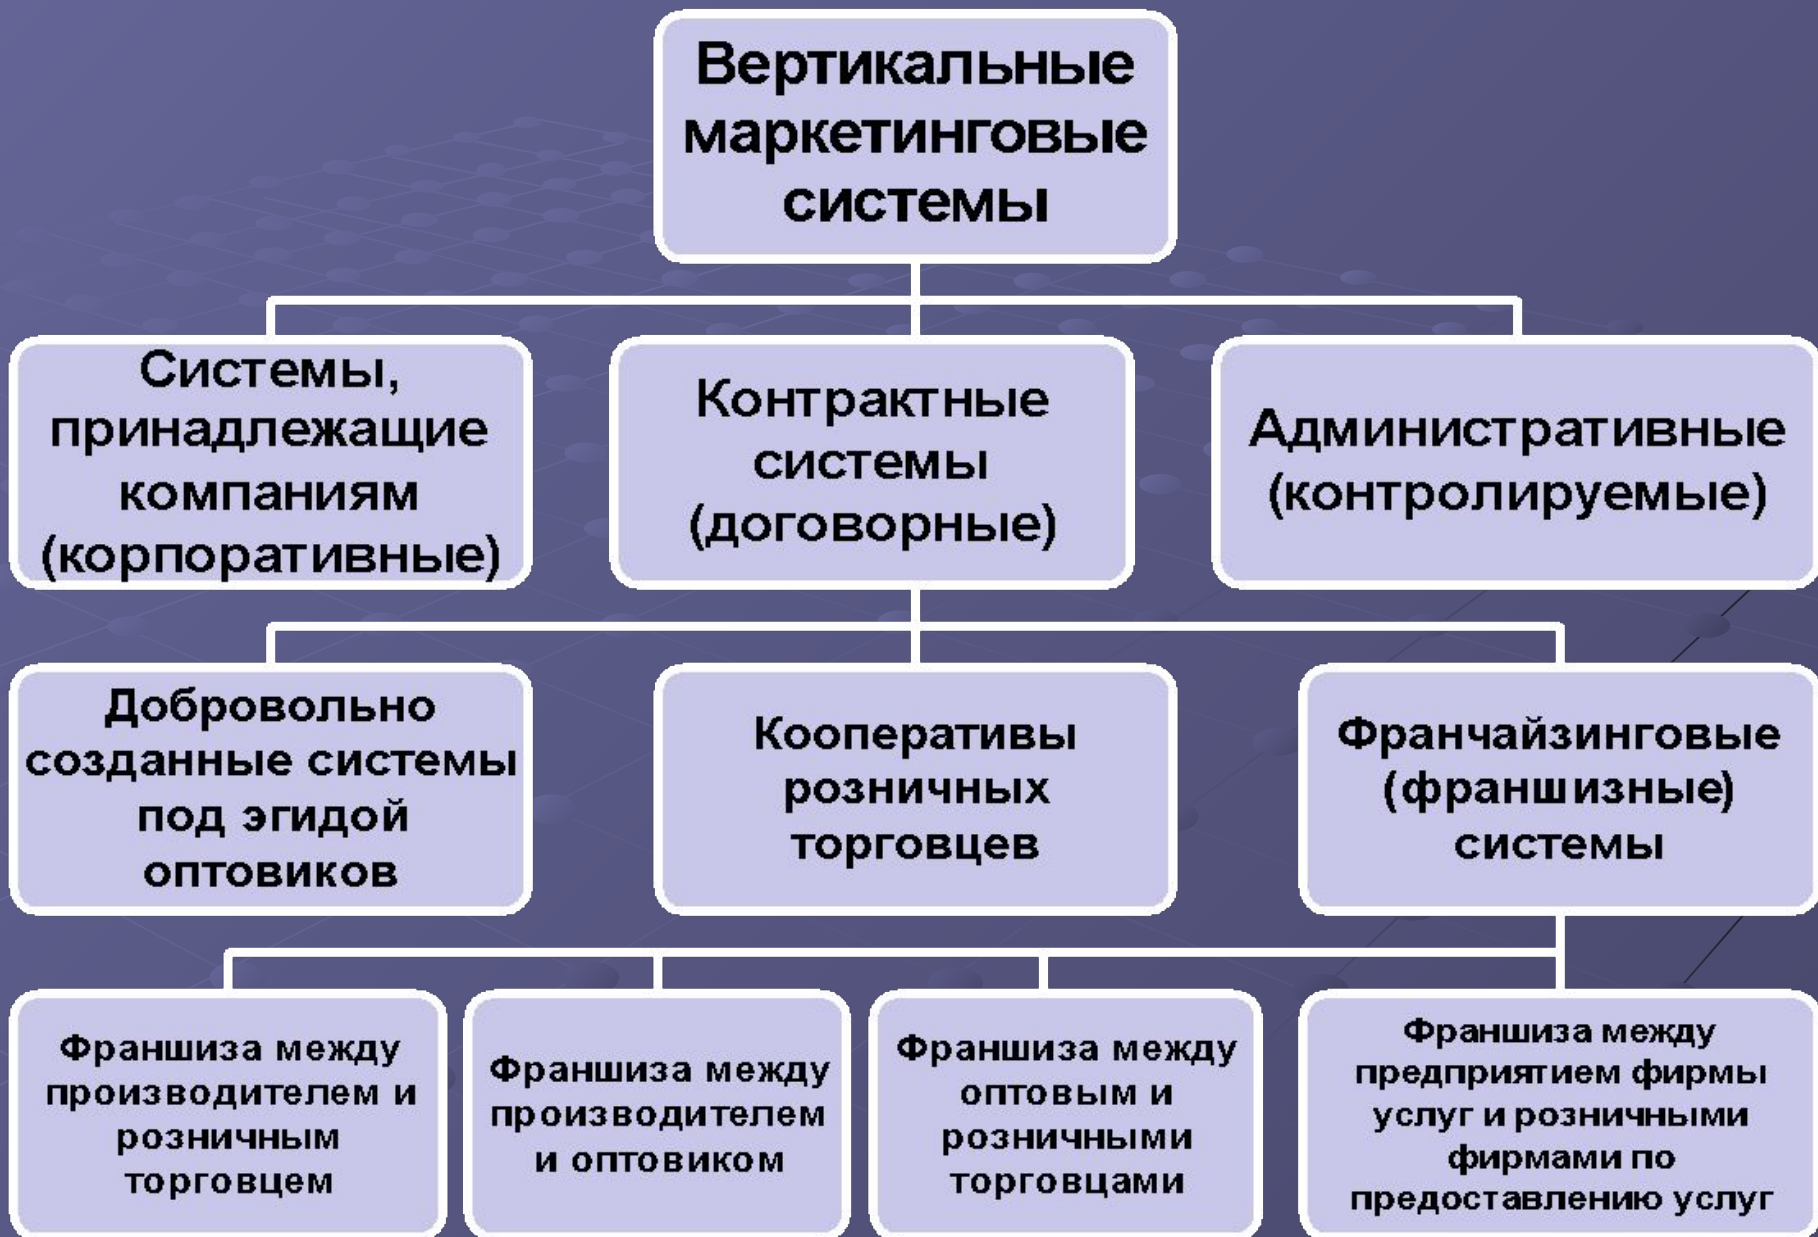 Вертикальные
маркетинговые
системы
Системы,
принадлежащие
компаниям
(корпоративные)
Контрактные
системы
(договорные)
Административные
(контролируемые)
Добровольно
созданные системы
под эгидой
оптовиков
Кооперативы
розничных
торговцев
Франчайзинговые
(франшизные)
системы
Франшиза между
производителем и
розничным
торговцем
Франшиза между
производителем
и оптовиком
Франшиза между
оптовым и
розничными
торговцами
Франшиза между
предприятием фирмы
услуг и розничными
фирмами по
предоставлению услуг